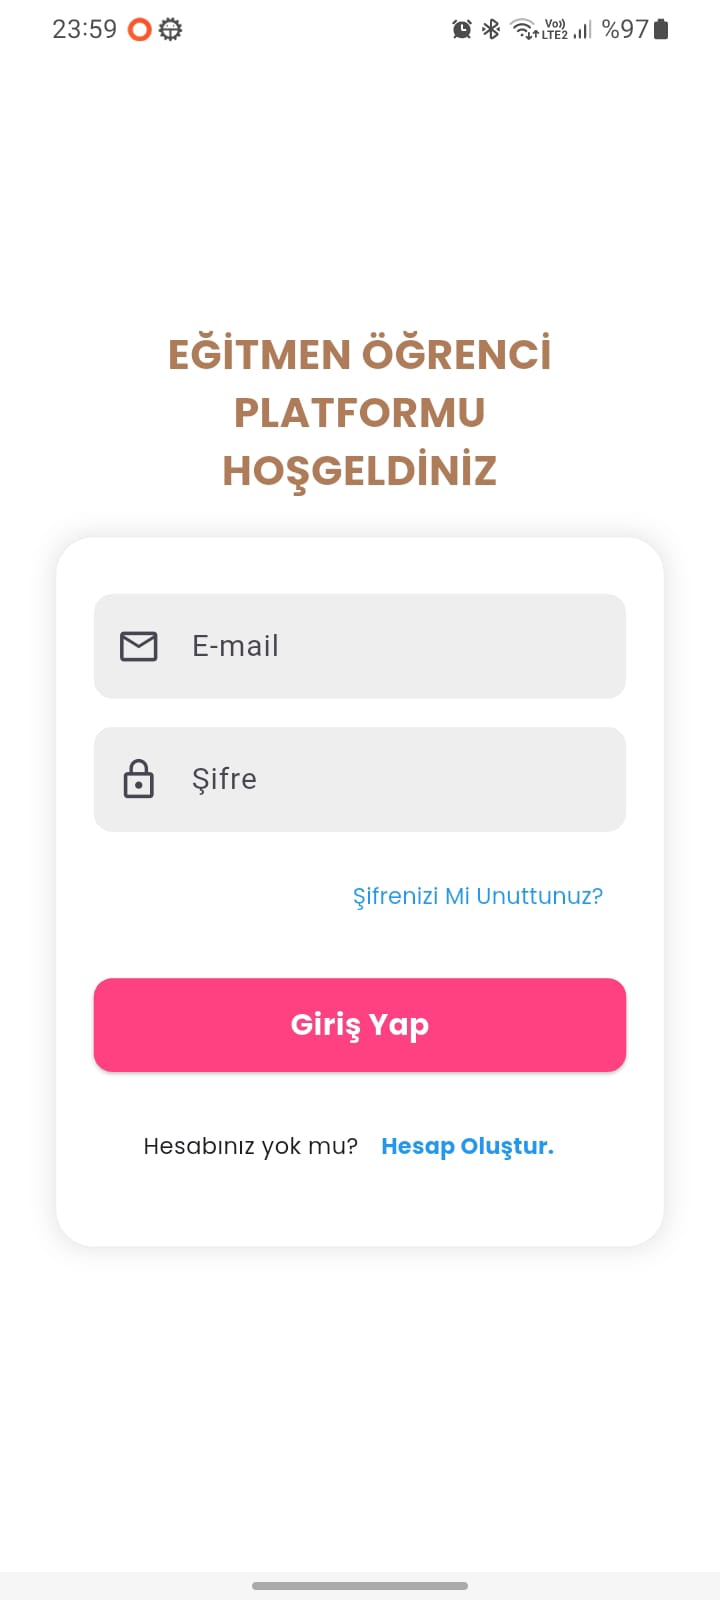 23:59 Vo)) LTE2 %97
EĞİTMEN ÖĞRENCİ
PLATFORMU
HOŞGELDİNİZ
E-mail
Şifre
Şifrenizi Mi Unuttunuz?
Giriş Yap
Hesabınız yok mu? Hesap Oluştur.